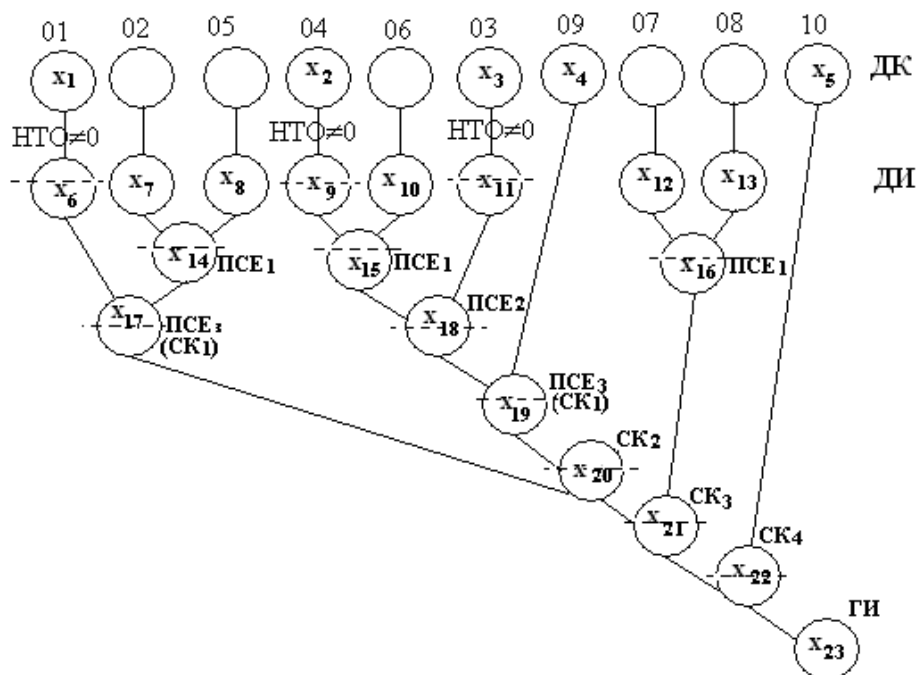 01 02 05 04 06 03 09 07 08 10
x1 x2 x3 x4 x5 ДК
НТО≠0 НТО≠0 НТО≠0
x6 x7 x8 x9 x10 x11 x12 x13 ДИ
x14 ПСЕ1 x15 ПСЕ1 x16 ПСЕ1
x17 ПСЕ3 x18 ПСЕ2
(СК1)
x19 ПСЕ3
(СК1)
x20 СК2
x21 СК3
x22 СК4
x23 ГИ